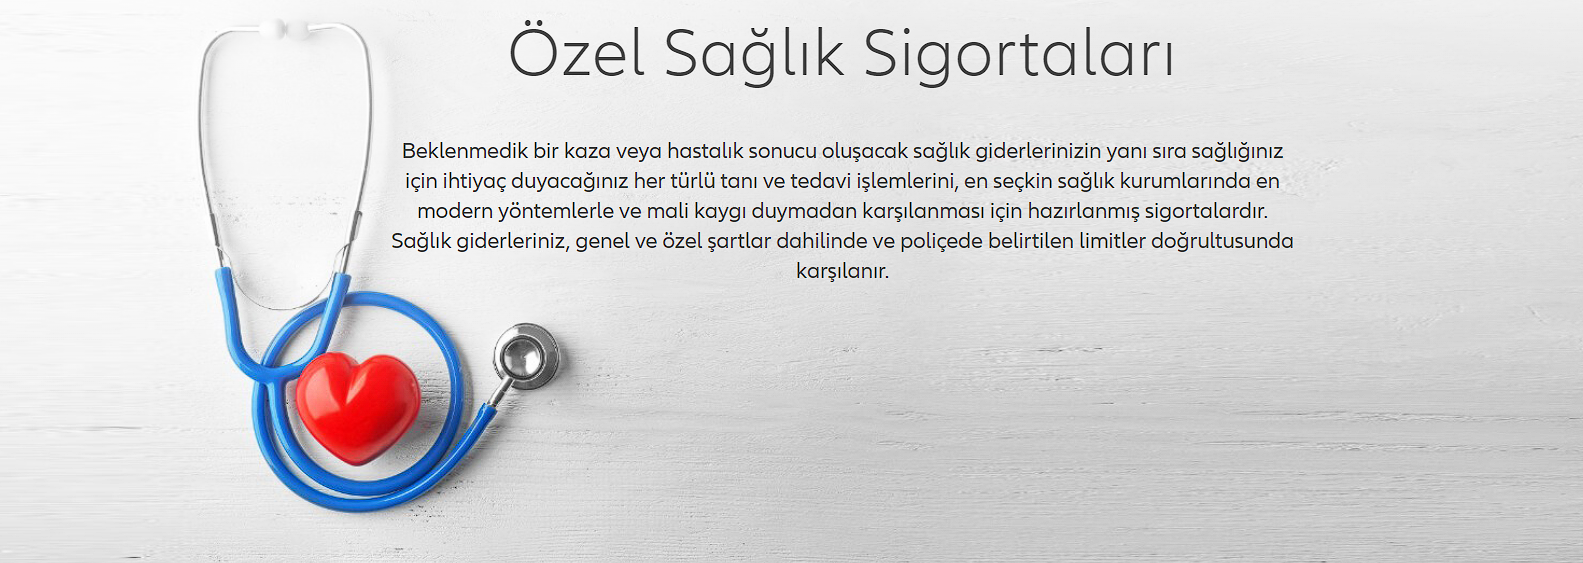 Özel Sağlık Sigortaları
Beklenmedik bir kaza veya hastalık sonucu oluşacak sağlık giderlerinizin yanı sıra sağlığınız
için ihtiyaç duyacağınız her türlü tanı ve tedavi işlemlerini, en seçkin sağlık kurumlarında en
modern yöntemlerle ve mali kaygı duymadan karşılanması için hazırlanmış sigortalardır.
Sağlık giderleriniz, genel ve özel şartlar dahilinde ve poliçede belirtilen limitler doğrultusunda
karşılanır.